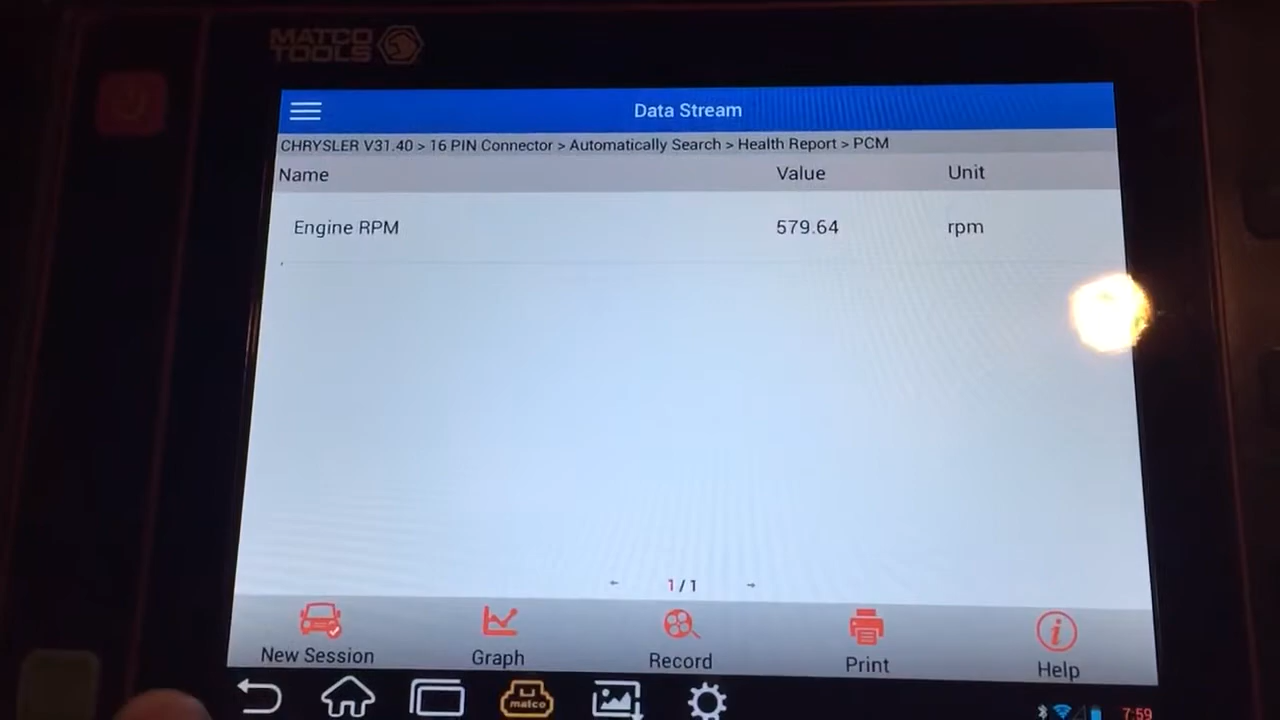 MATCO
TOOLS
Data Stream
CHRYSLER V31.40 > 16 PIN Connector > Automatically Search > Health Report > PCM
Name Value Unit
Engine RPM 579.64 rpm
1/1
New Session Graph Record Print Help
matco
7:59